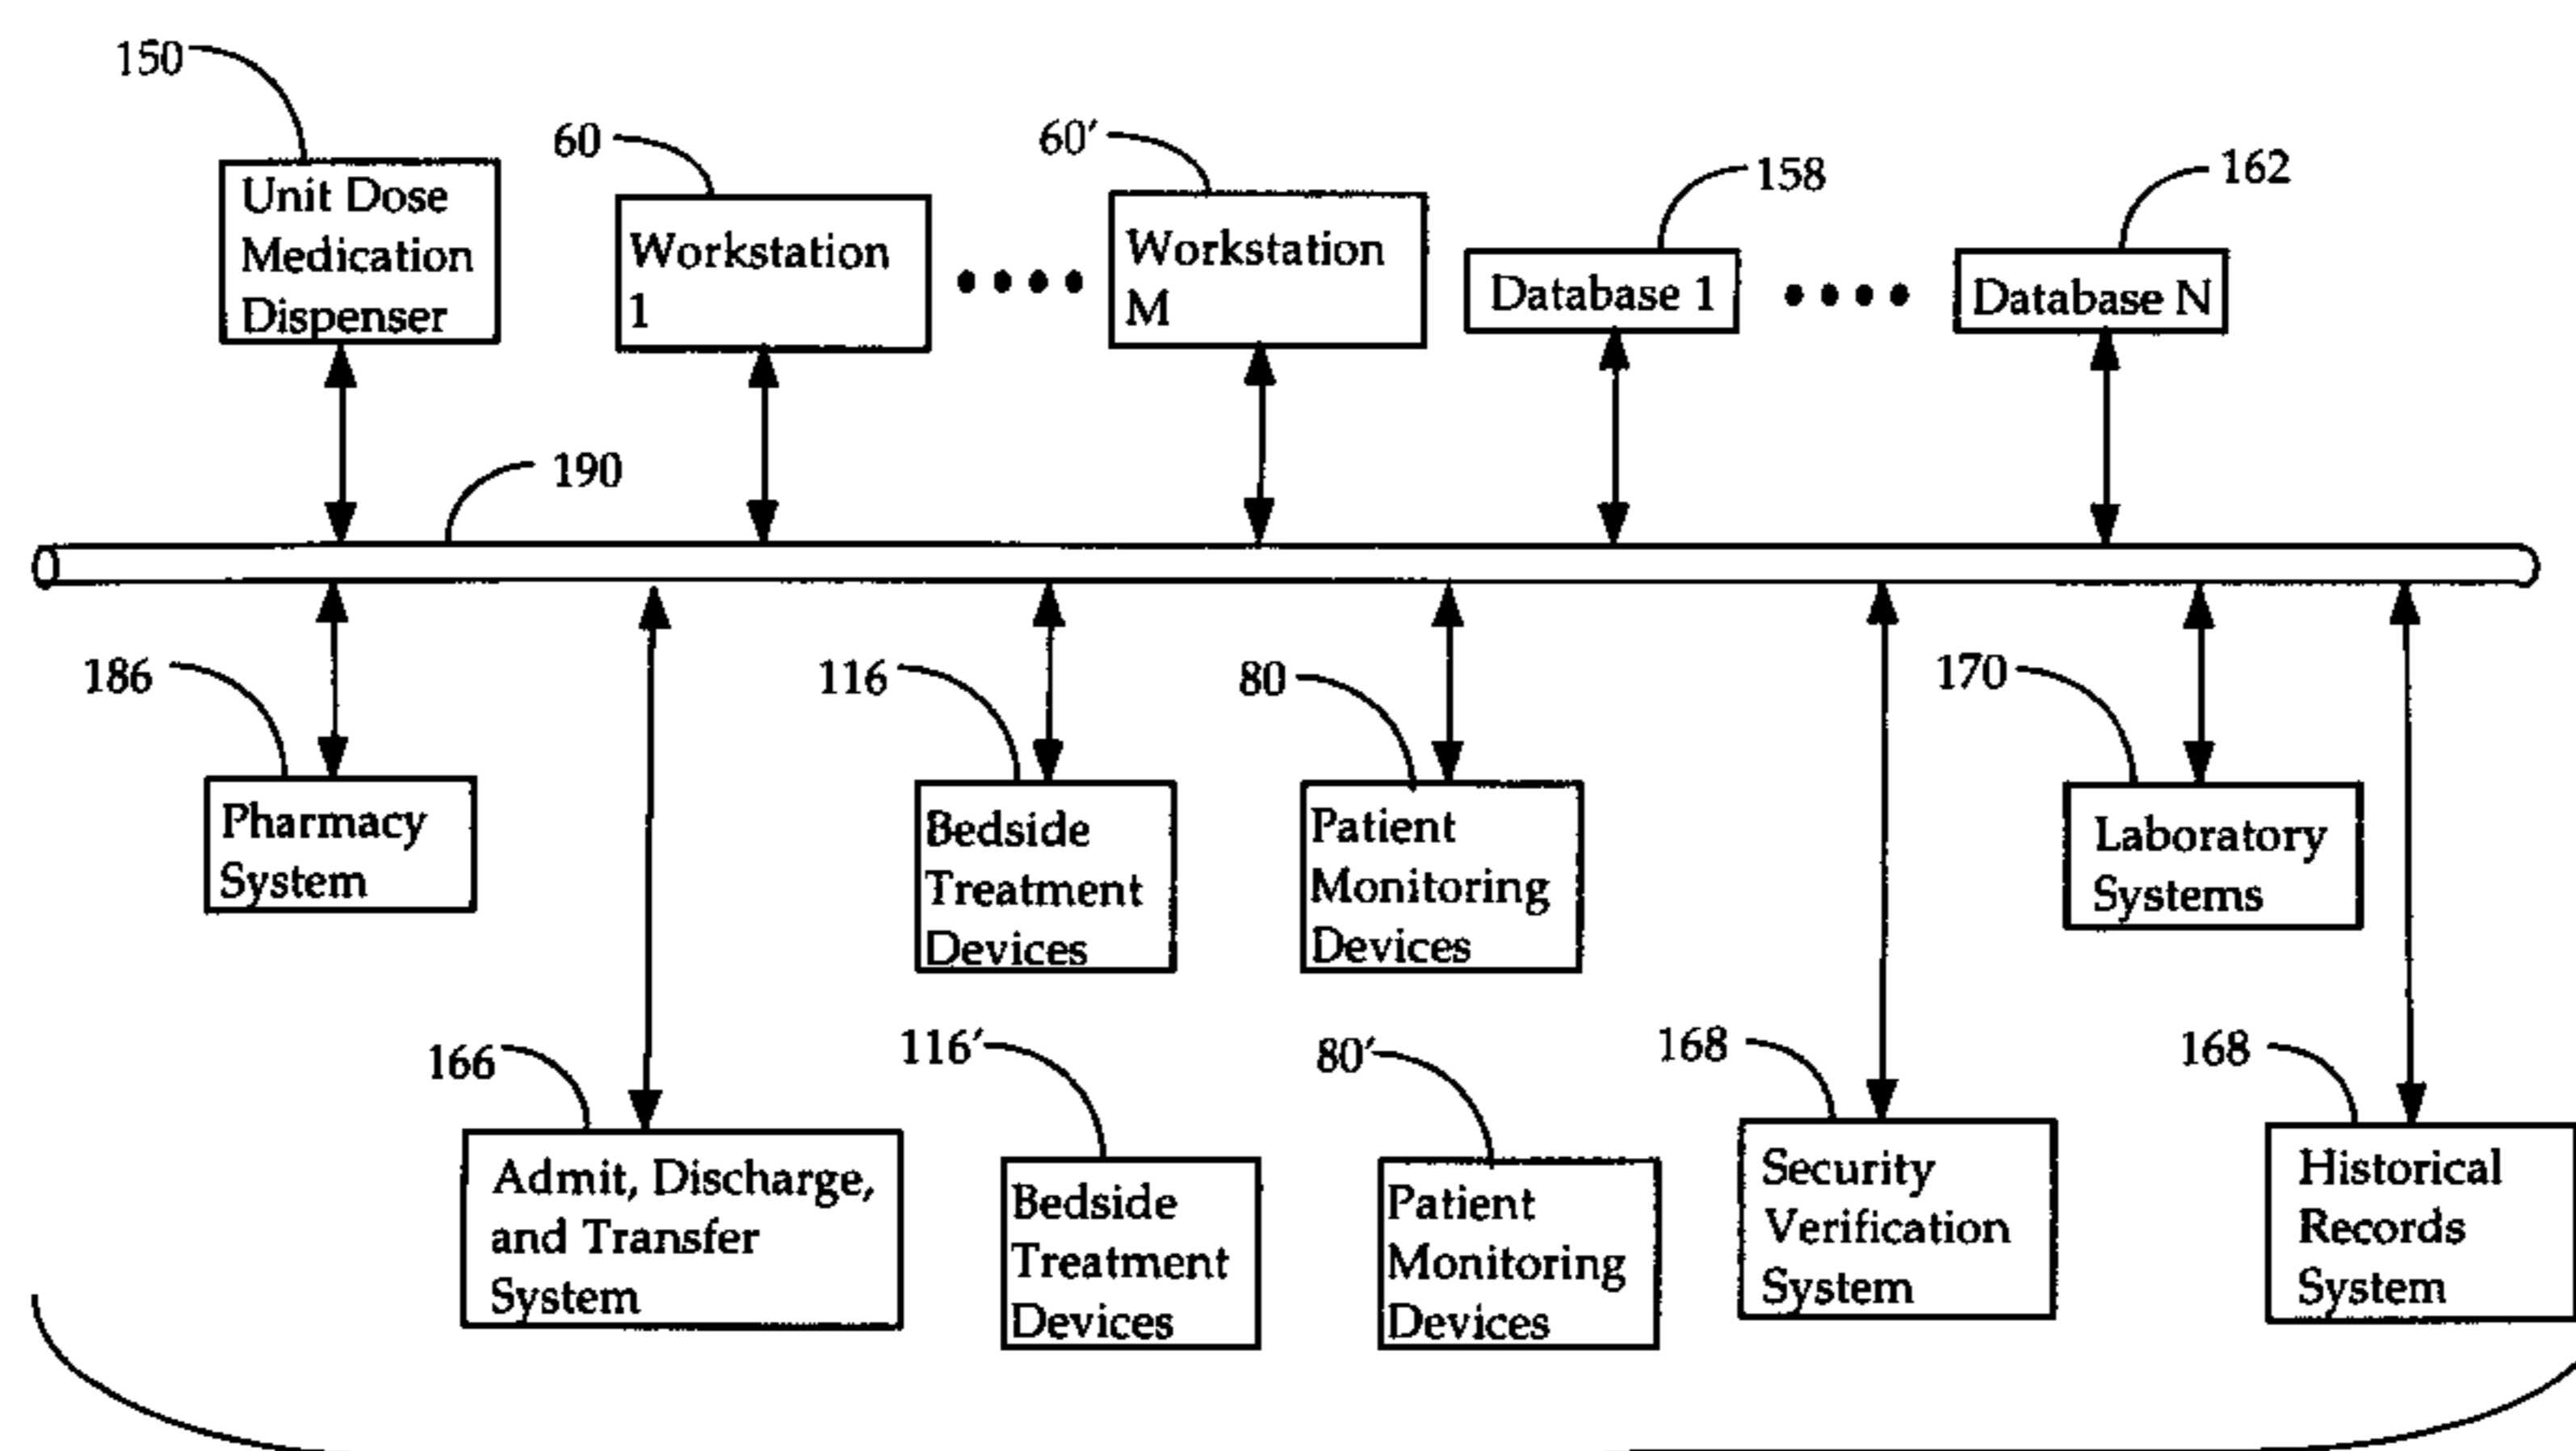 150
Unit Dose
Medication
Dispenser
60
Workstation
1
60′
Workstation
M
158
Database 1
162
Database N
190
186
Pharmacy
System
116
Bedside
Treatment
Devices
80
Patient
Monitoring
Devices
170
Laboratory
Systems
166
Admit, Discharge,
and Transfer
System
116′
Bedside
Treatment
Devices
80′
Patient
Monitoring
Devices
168
Security
Verification
System
168
Historical
Records
System